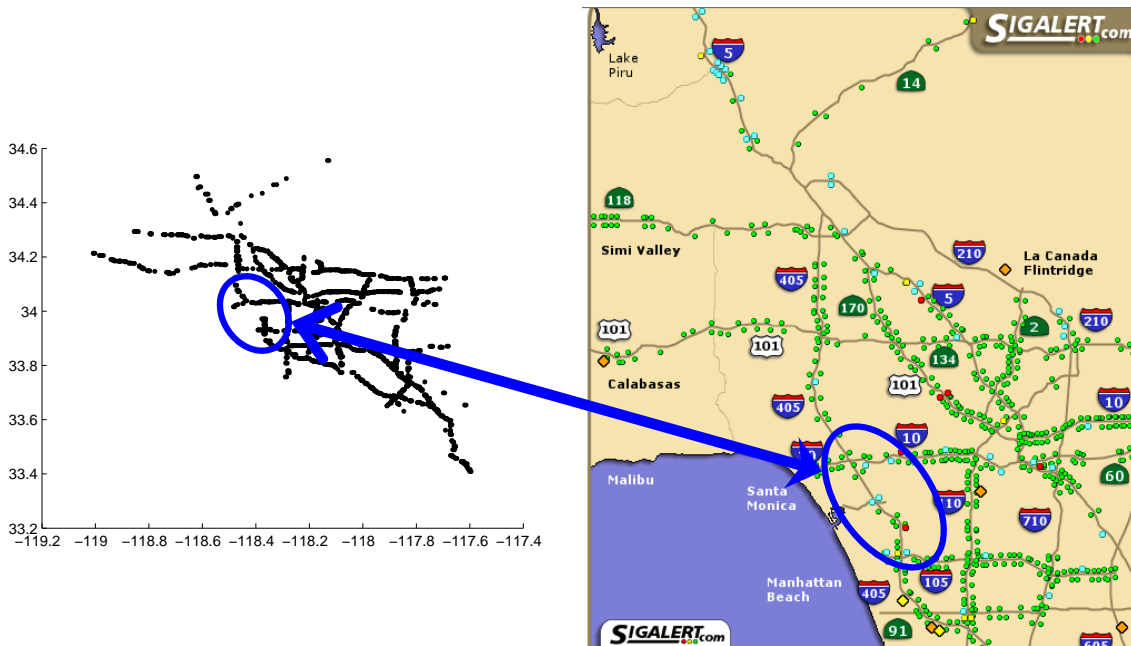 34.6
34.4
34.2
34
33.8
33.6
33.4
33.2
−119.2 −119 −118.8 −118.6 −118.4 −118.2 −118 −117.8 −117.6 −117.4
SIGALERT.com
5
Lake
Piru
14
118
Simi Valley
210
La Canada
Flintridge
405
5
170
210
101
2
101
134
Calabasas
101
405
10
10
Malibu
Santa
Monica
60
110
710
Manhattan
Beach
105
405
91
SIGALERT.com
605